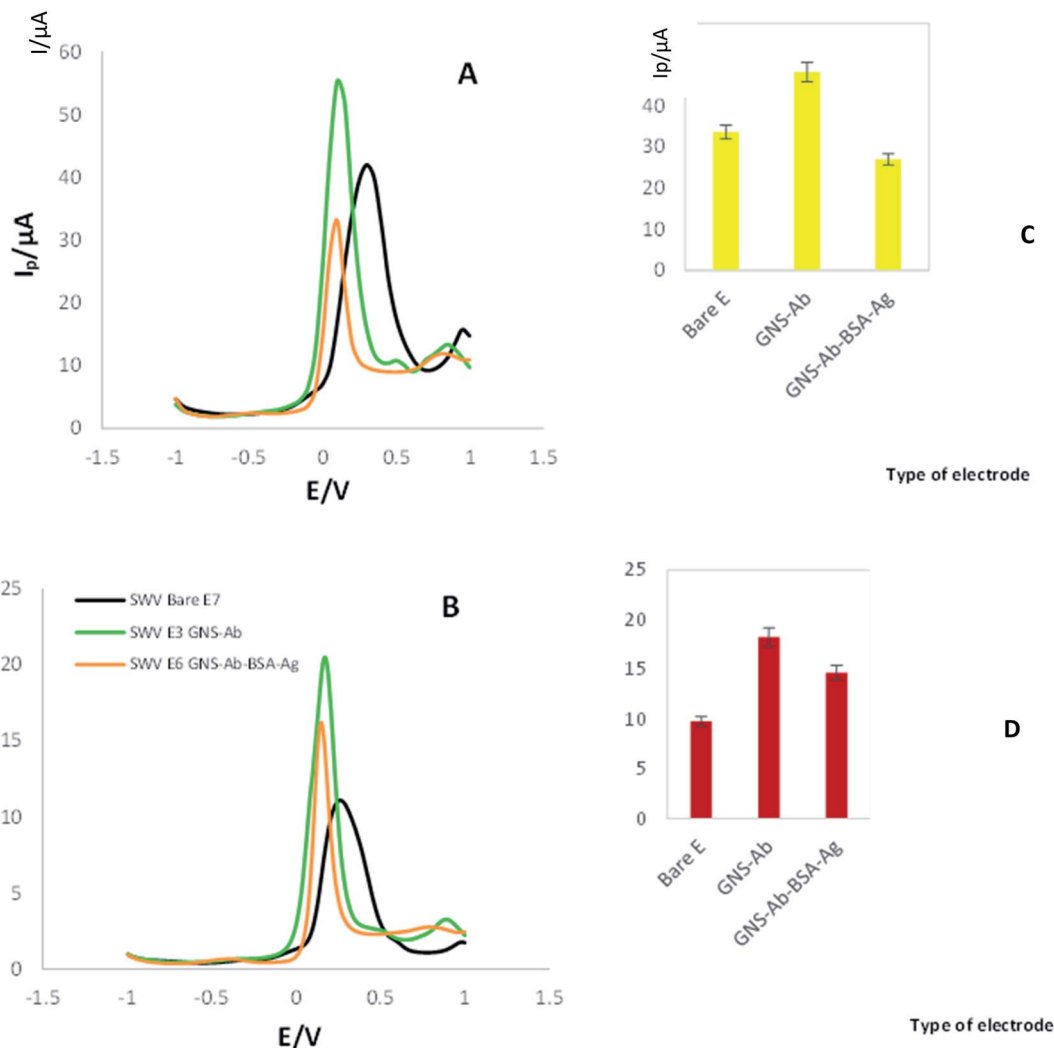 I/µA
60
50
40
30
20
10
0
Iₚ/µA
A
-1.5
-1
-0.5
0
0.5
1
1.5
E/V
Ip/µA
40
30
20
10
0
Bare E
GNS-Ab
GNS-Ab-BSA-Ag
C
Type of electrode
25
20
15
10
5
0
SWV Bare E7
SWV E3 GNS-Ab
SWV E6 GNS-Ab-BSA-Ag
B
-1.5
-1
-0.5
0
0.5
1
1.5
E/V
25
20
15
10
5
0
Bare E
GNS-Ab
GNS-Ab-BSA-Ag
D
Type of electrode